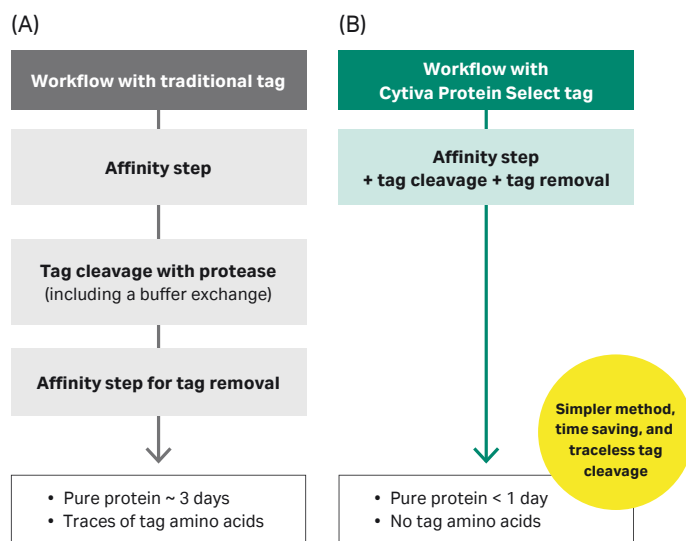 (A)
Workflow with traditional tag
Affinity step
Tag cleavage with protease
(including a buffer exchange)
Affinity step for tag removal
• Pure protein ~ 3 days
• Traces of tag amino acids
(B)
Workflow with
Cytiva Protein Select tag
Affinity step
+ tag cleavage + tag removal
Simpler method,
time saving, and
traceless tag
cleavage
• Pure protein < 1 day
• No tag amino acids